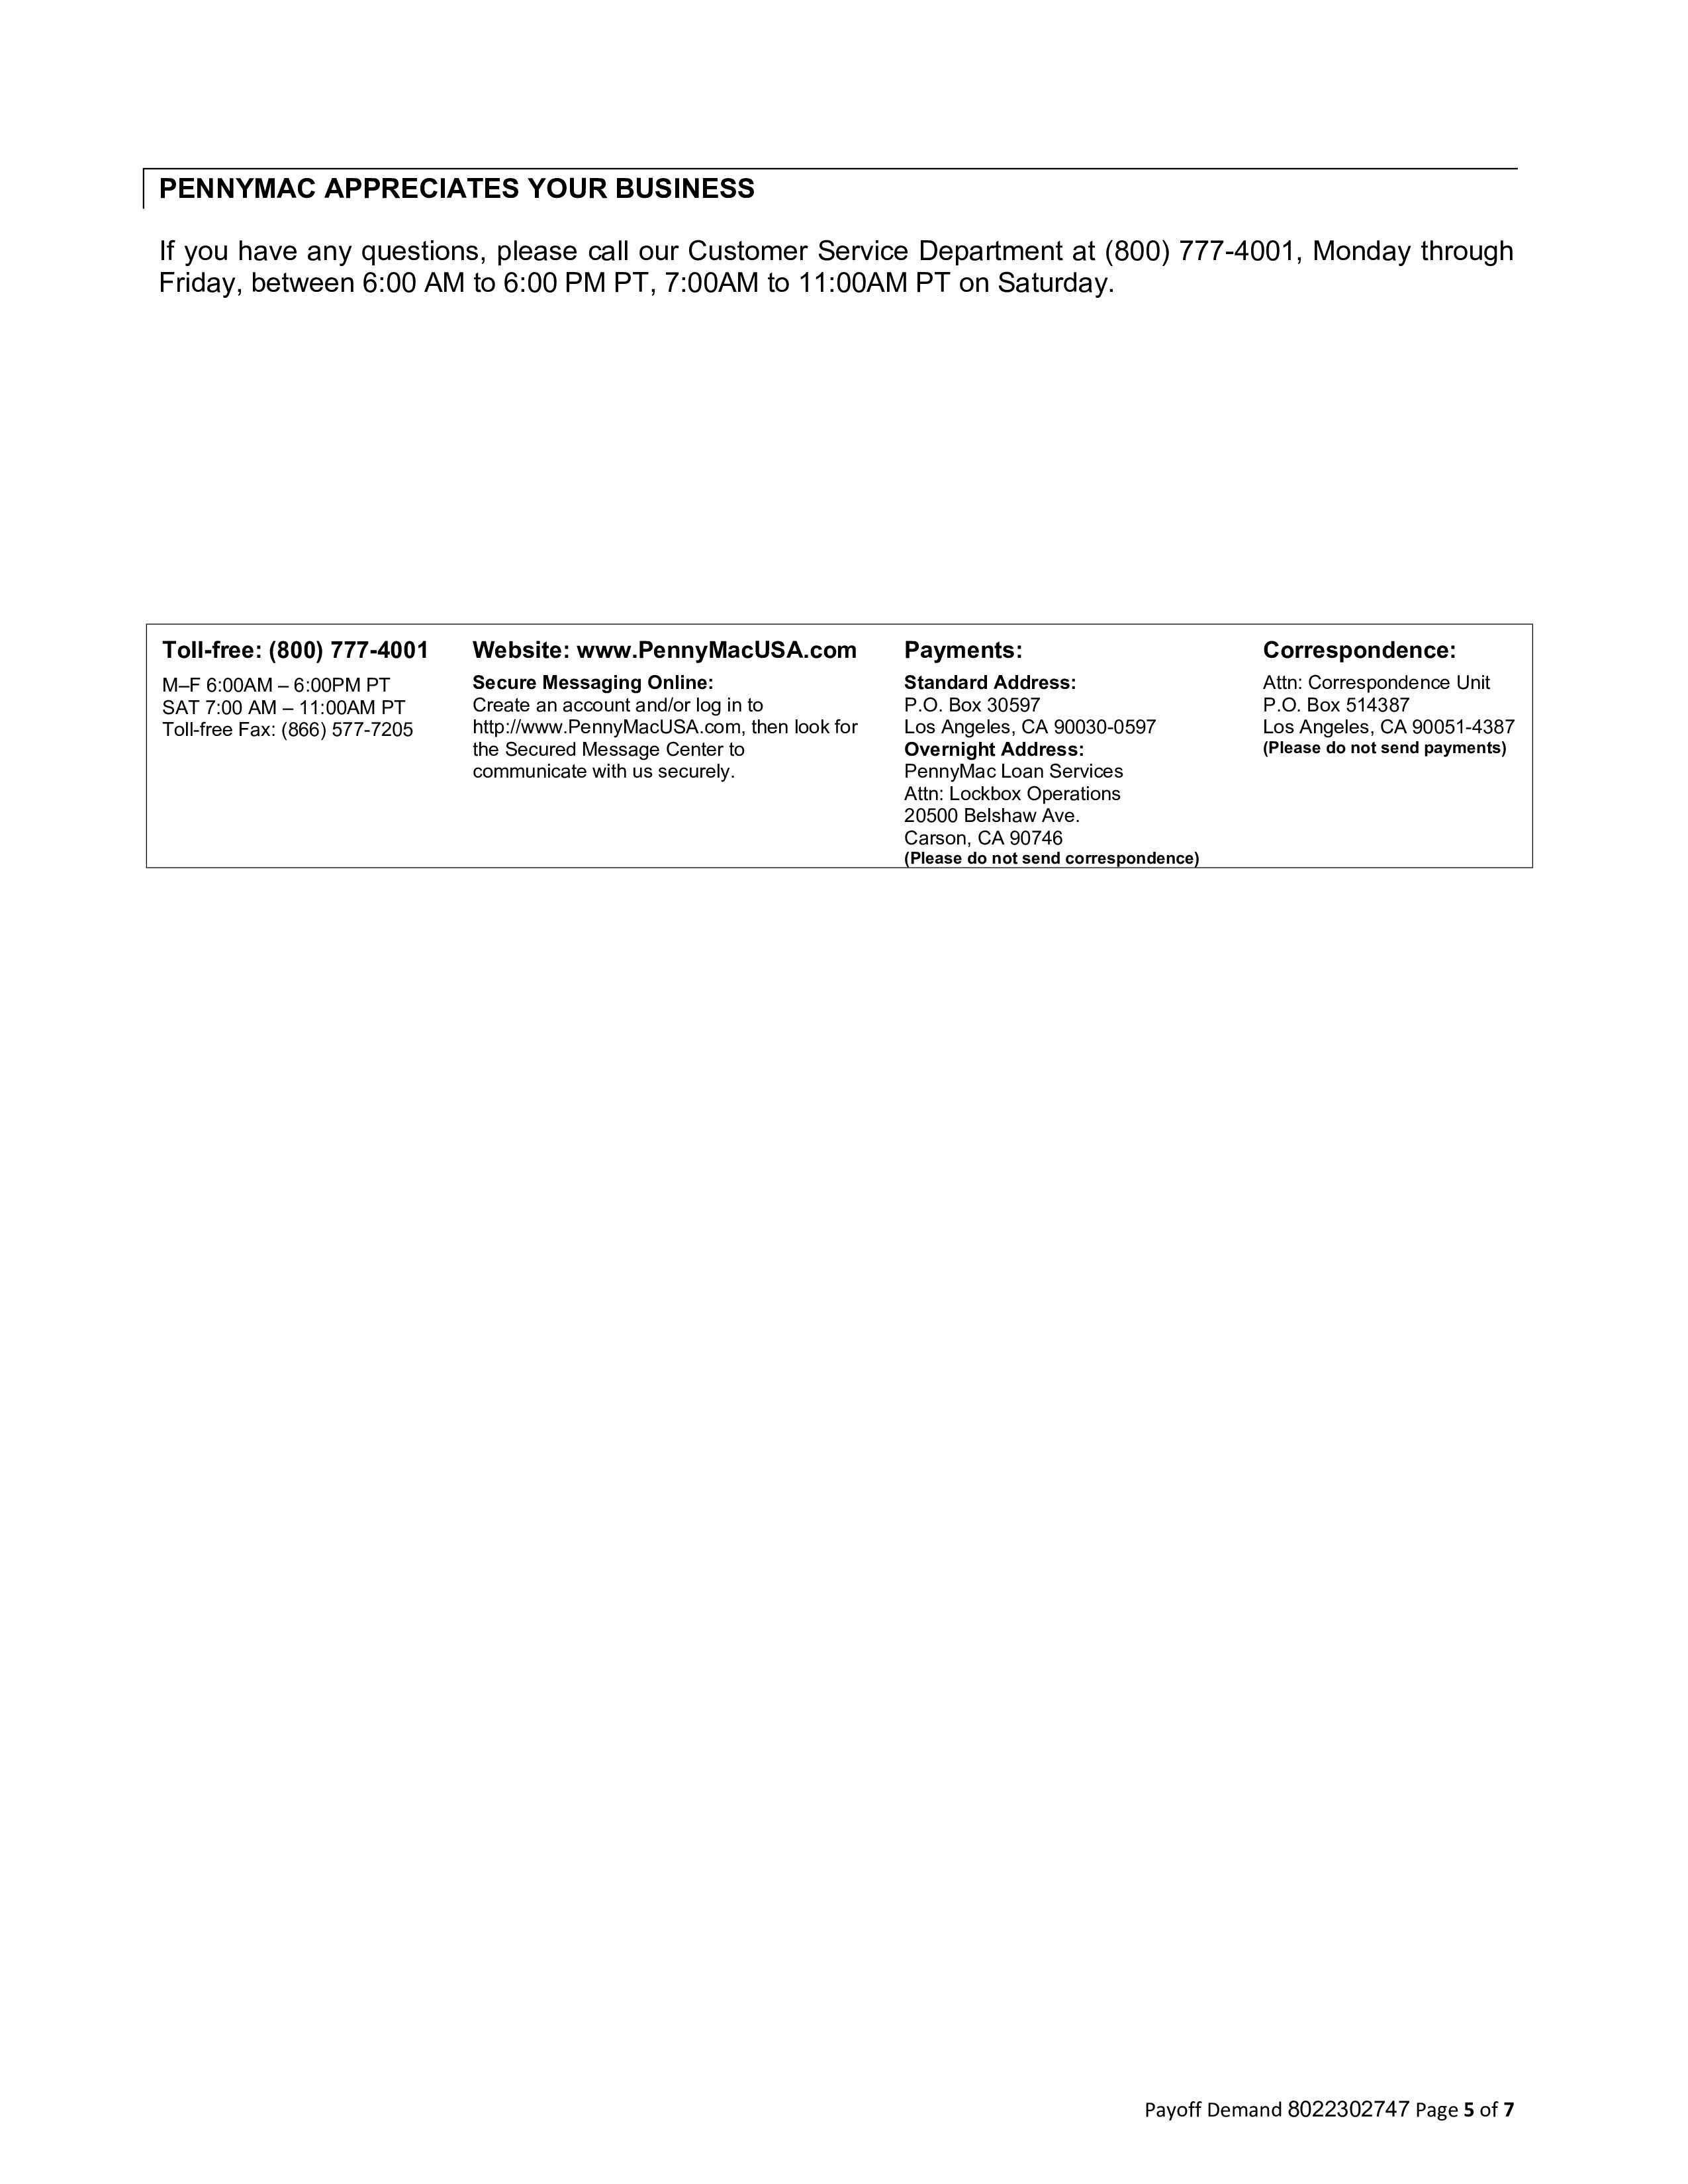 PENNYMAC APPRECIATES YOUR BUSINESS
If you have any questions, please call our Customer Service Department at (800) 777-4001, Monday through
Friday, between 6:00 AM to 6:00 PM PT, 7:00AM to 11:00AM PT on Saturday.
Toll-free: (800) 777-4001
M–F 6:00AM – 6:00PM PT
SAT 7:00 AM – 11:00AM PT
Toll-free Fax: (866) 577-7205
Website: www.PennyMacUSA.com
Secure Messaging Online:
Create an account and/or log in to
http://www.PennyMacUSA.com, then look for
the Secured Message Center to
communicate with us securely.
Payments:
Standard Address:
P.O. Box 30597
Los Angeles, CA 90030-0597
Overnight Address:
PennyMac Loan Services
Attn: Lockbox Operations
20500 Belshaw Ave.
Carson, CA 90746
(Please do not send correspondence)
Correspondence:
Attn: Correspondence Unit
P.O. Box 514387
Los Angeles, CA 90051-4387
(Please do not send payments)
Payoff Demand 8022302747 Page 5 of 7